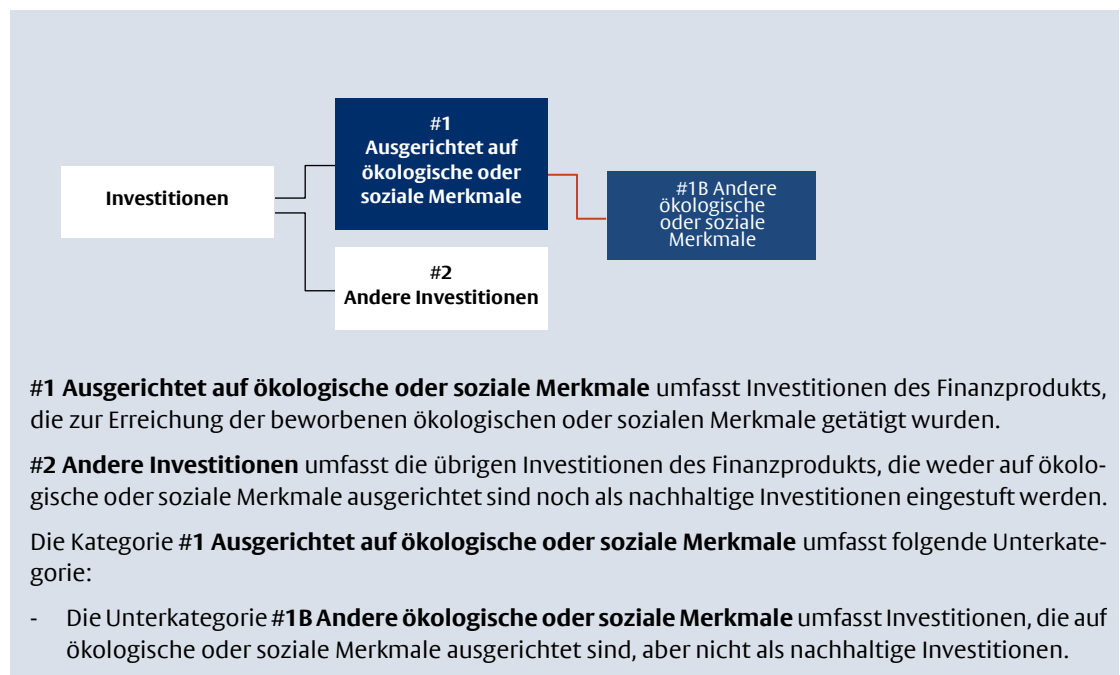 #1
Ausgerichtet auf
ökologische oder
soziale Merkmale
Investitionen
#1B Andere
ökologische
oder soziale
Merkmale
#2
Andere Investitionen
#1 Ausgerichtet auf ökologische oder soziale Merkmale umfasst Investitionen des Finanzprodukts,
die zur Erreichung der beworbenen ökologischen oder sozialen Merkmale getätigt wurden.
#2 Andere Investitionen umfasst die übrigen Investitionen des Finanzprodukts, die weder auf ökolo-
gische oder soziale Merkmale ausgerichtet sind noch als nachhaltige Investitionen eingestuft werden.
Die Kategorie #1 Ausgerichtet auf ökologische oder soziale Merkmale umfasst folgende Unterkate-
gorie:
- Die Unterkategorie #1B Andere ökologische oder soziale Merkmale umfasst Investitionen, die auf
ökologische oder soziale Merkmale ausgerichtet sind, aber nicht als nachhaltige Investitionen.